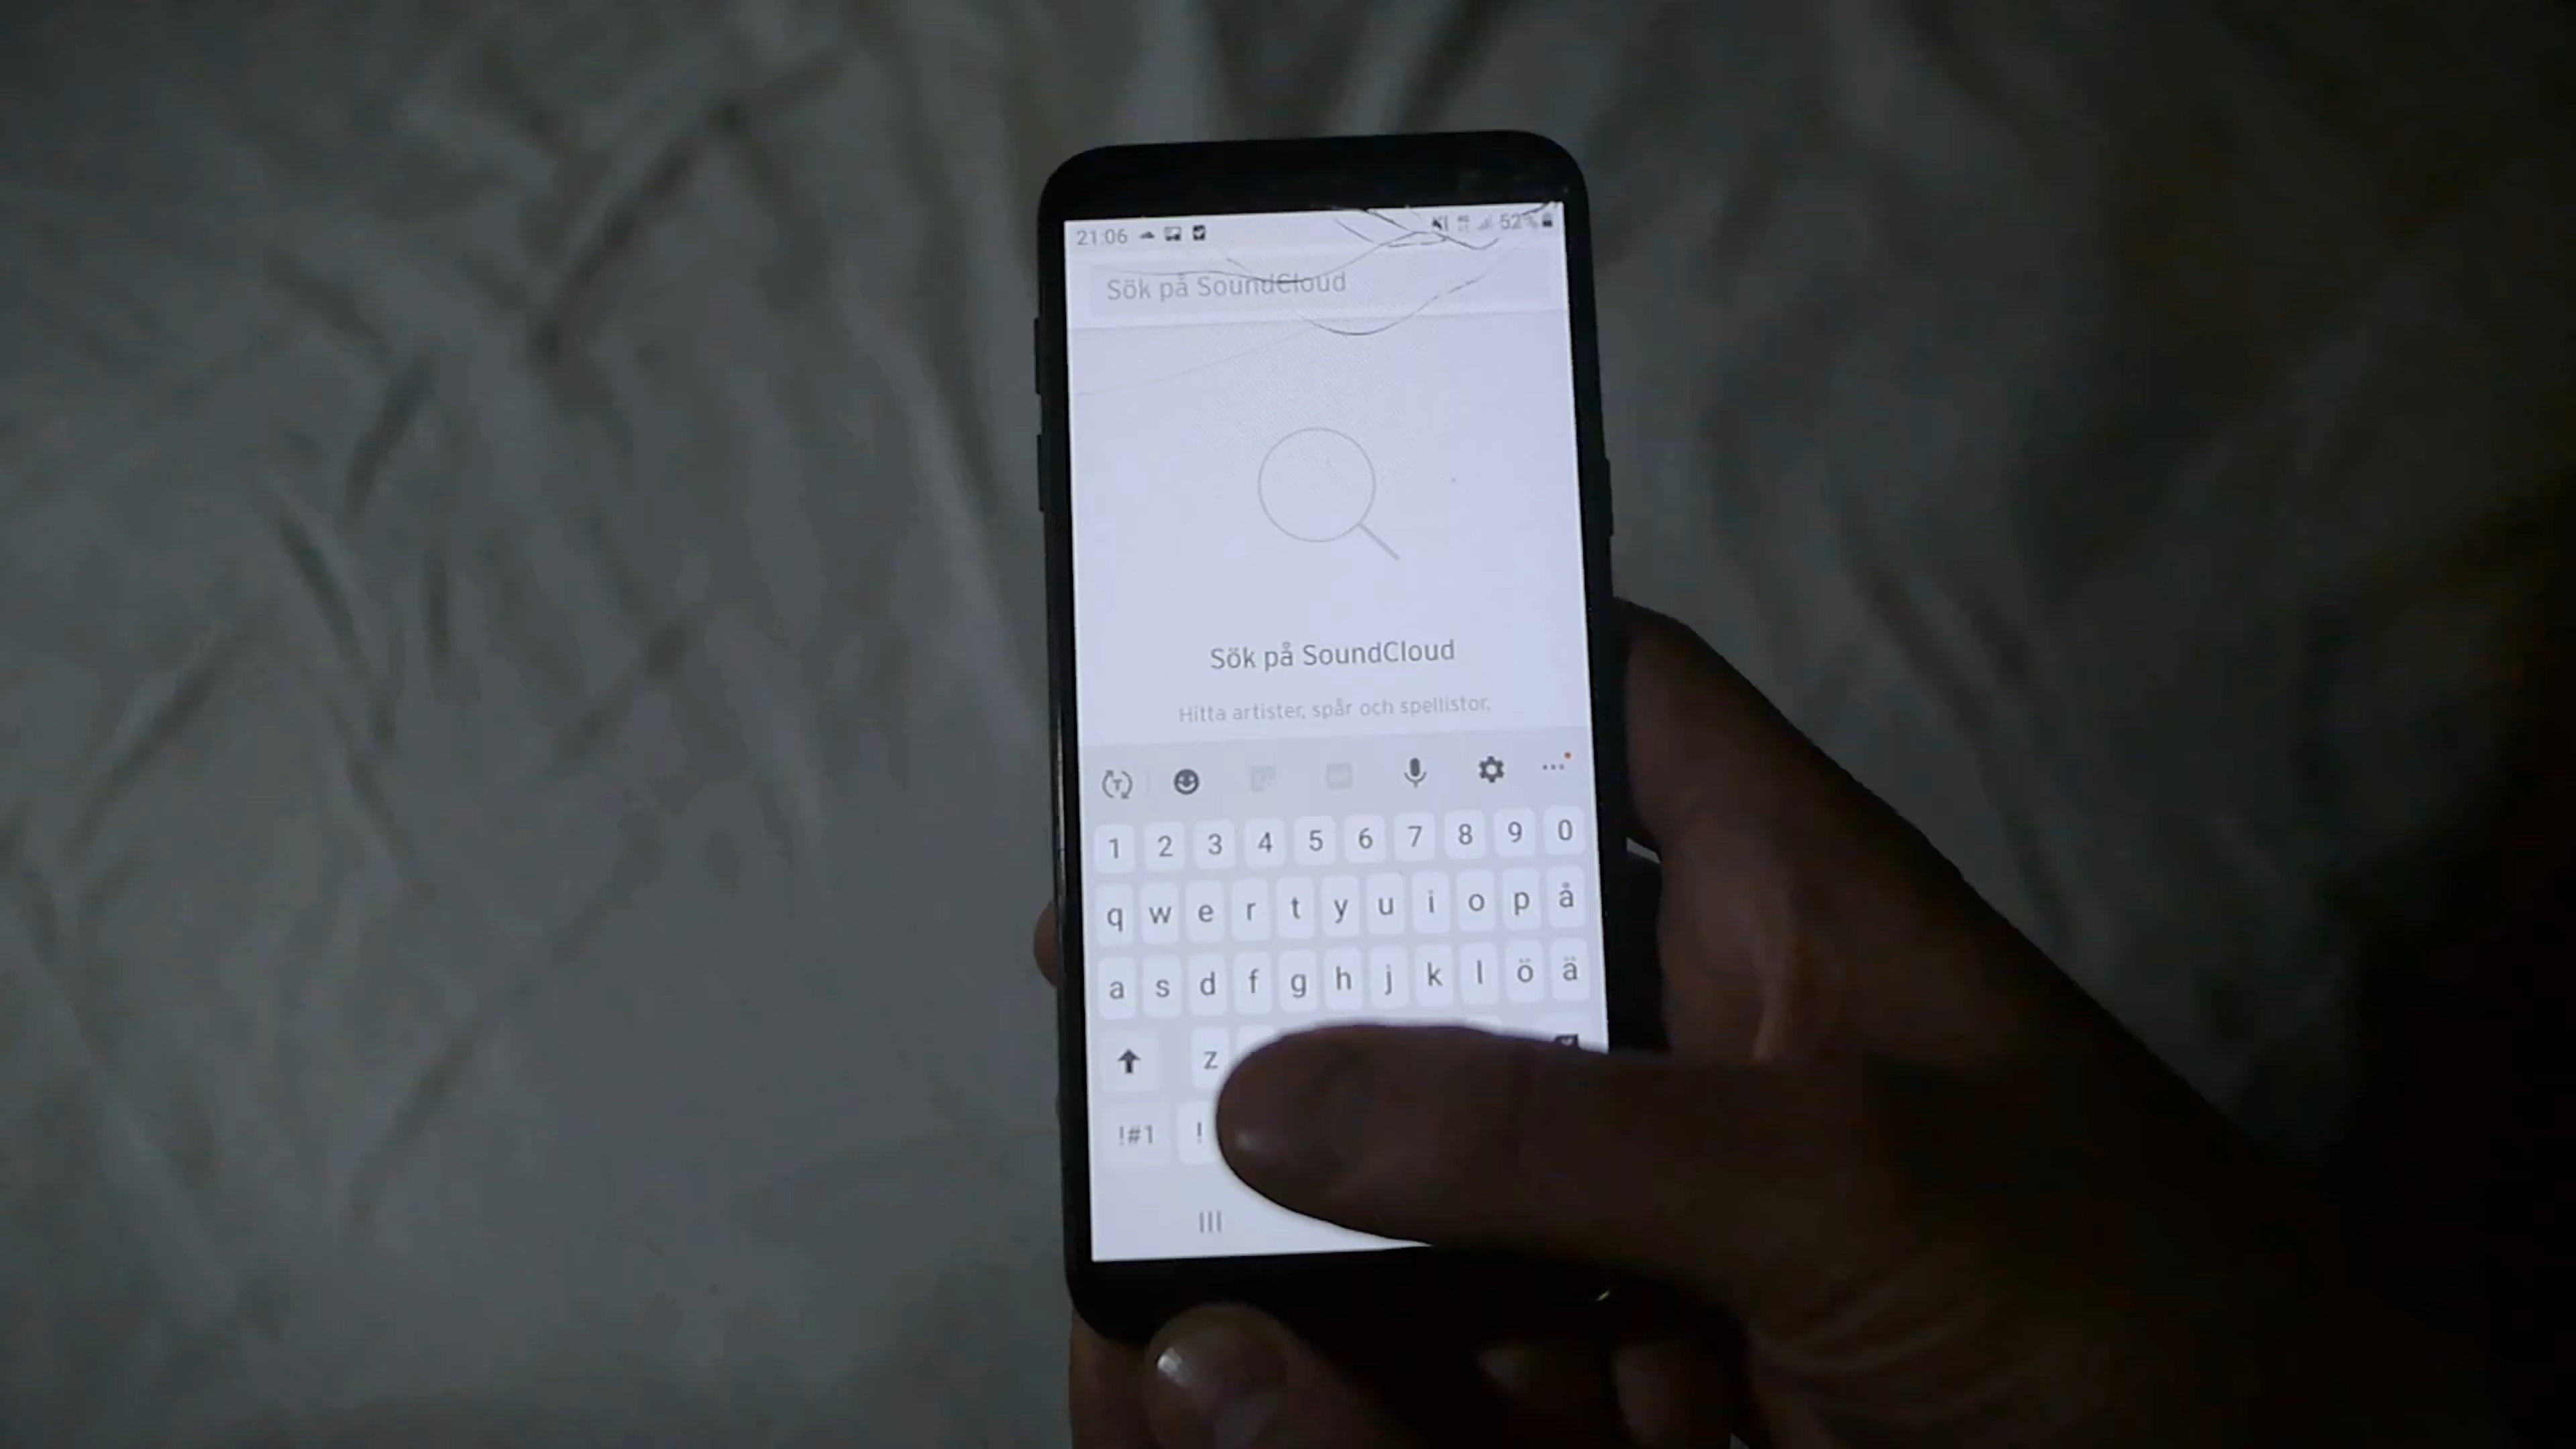 21:06 52%
Sök på SoundCloud
Sök på SoundCloud
Hitta artister, spår och spellistor.
1 2 3 4 5 6 7 8 9 0
q w e r t y u i o p å
a s d f g h j k l ö ä
z
!#1 !